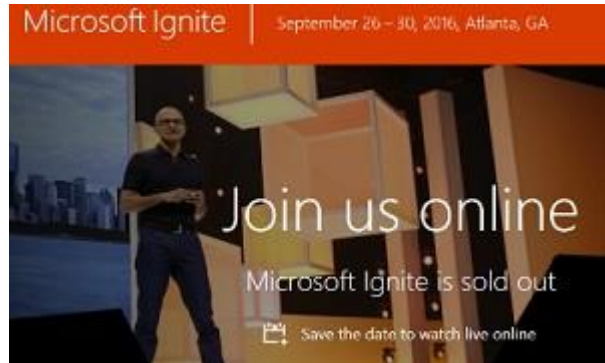 Microsoft Ignite
September 26 – 30, 2016, Atlanta, GA
Join us online
Microsoft Ignite is sold out
Save the date to watch live online